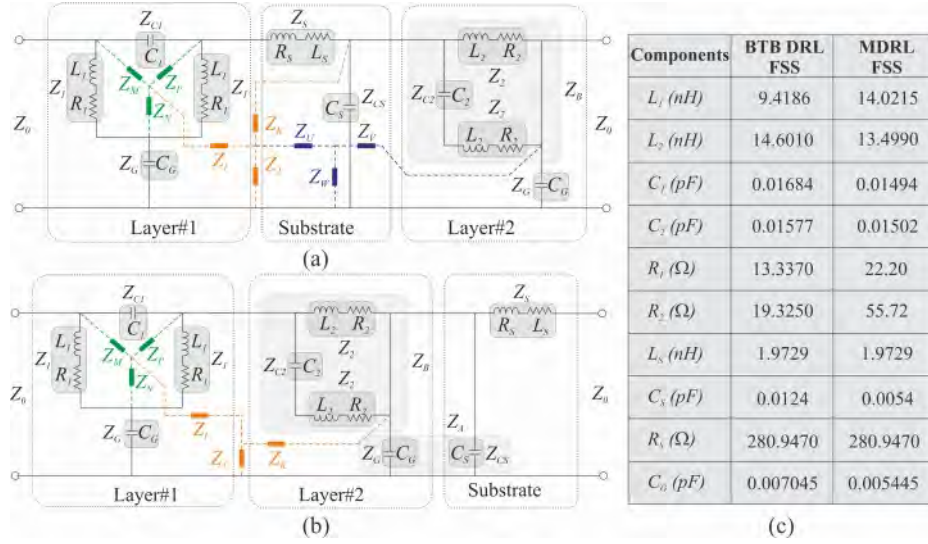 Z_C1
C_1
L_1
R_1
Z_1
Z_M
Z_P
Z_N
L_1
R_1
Z_1
Z_0
Z_G
C_G
Layer#1
Z_S
R_S
L_S
C_S
Z_CS
Z_K
Z_U
Z_V
Z_W
Substrate
L_2
R_2
Z_2
Z_C2
C_2
Z_2
L_2
R_2
Z_B
Z_G
C_G
Z_0
Layer#2
(a)
Z_C1
C_1
L_1
R_1
Z_1
Z_M
Z_P
Z_N
L_1
R_1
Z_1
Z_0
Z_G
C_G
Layer#1
L_2
R_2
Z_2
Z_C2
C_2
Z_2
L_2
R_2
Z_B
Z_K
Z_G
C_G
Z_A
Layer#2
Z_S
R_S
L_S
C_S
Z_CS
Z_0
Substrate
(b)
Components BTB DRL FSS MDRL FSS
L_1 (nH) 9.4186 14.0215
L_2 (nH) 14.6010 13.4990
C_1 (pF) 0.01684 0.01494
C_2 (pF) 0.01577 0.01502
R_1 (Ω) 13.3370 22.20
R_2 (Ω) 19.3250 55.72
L_S (nH) 1.9729 1.9729
C_S (pF) 0.0124 0.0054
R_S (Ω) 280.9470 280.9470
C_G (pF) 0.007045 0.005445
(c)